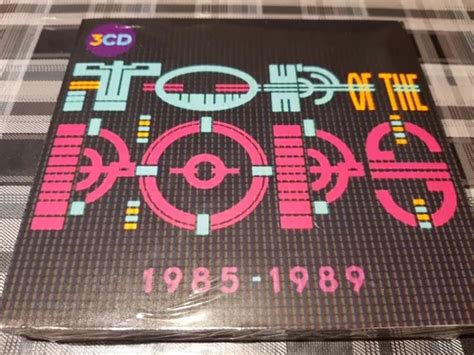 3CD
TOP OF THE
POPS
1985-1989